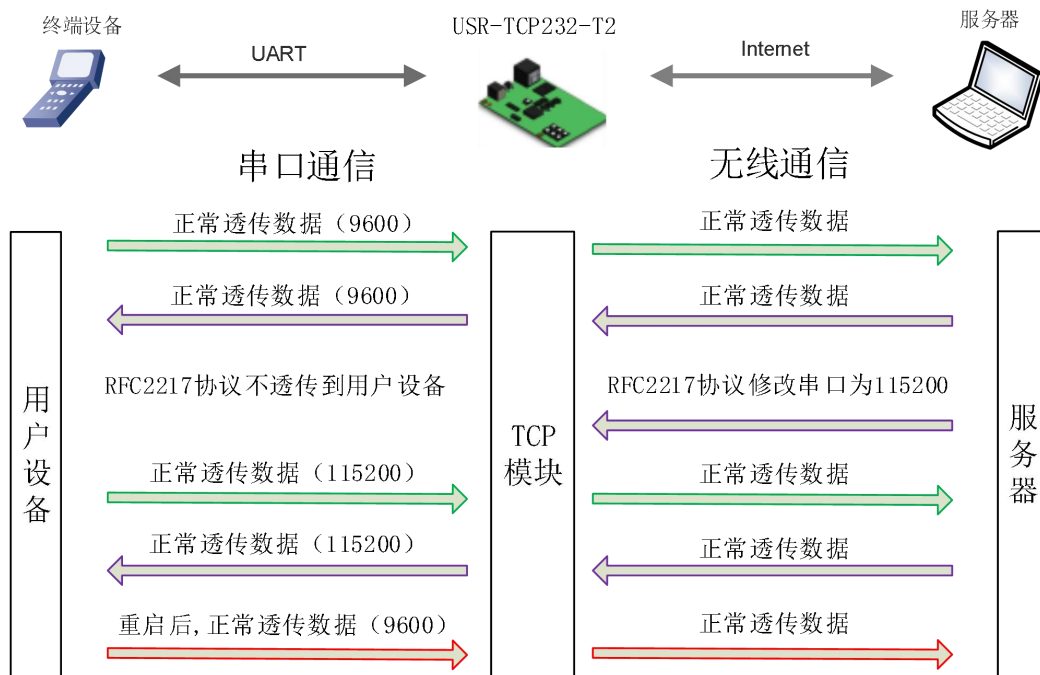 终端设备
USR-TCP232-T2
服务器
UART
Internet
串口通信
无线通信
正常透传数据（9600）
正常透传数据
正常透传数据（9600）
正常透传数据
RFC2217协议不透传到用户设备
RFC2217协议修改串口为115200
用户设备
TCP
模块
服务器
正常透传数据（115200）
正常透传数据
正常透传数据（115200）
正常透传数据
重启后,正常透传数据（9600）
正常透传数据